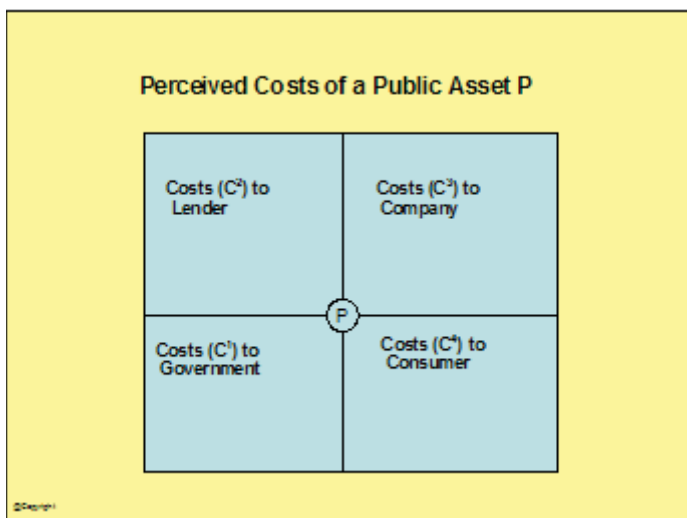 Perceived Costs of a Public Asset P
Costs (C²) to
Lender
Costs (C³) to
Company
P
Costs (C¹) to
Government
Costs (C⁴) to
Consumer
©Copyright